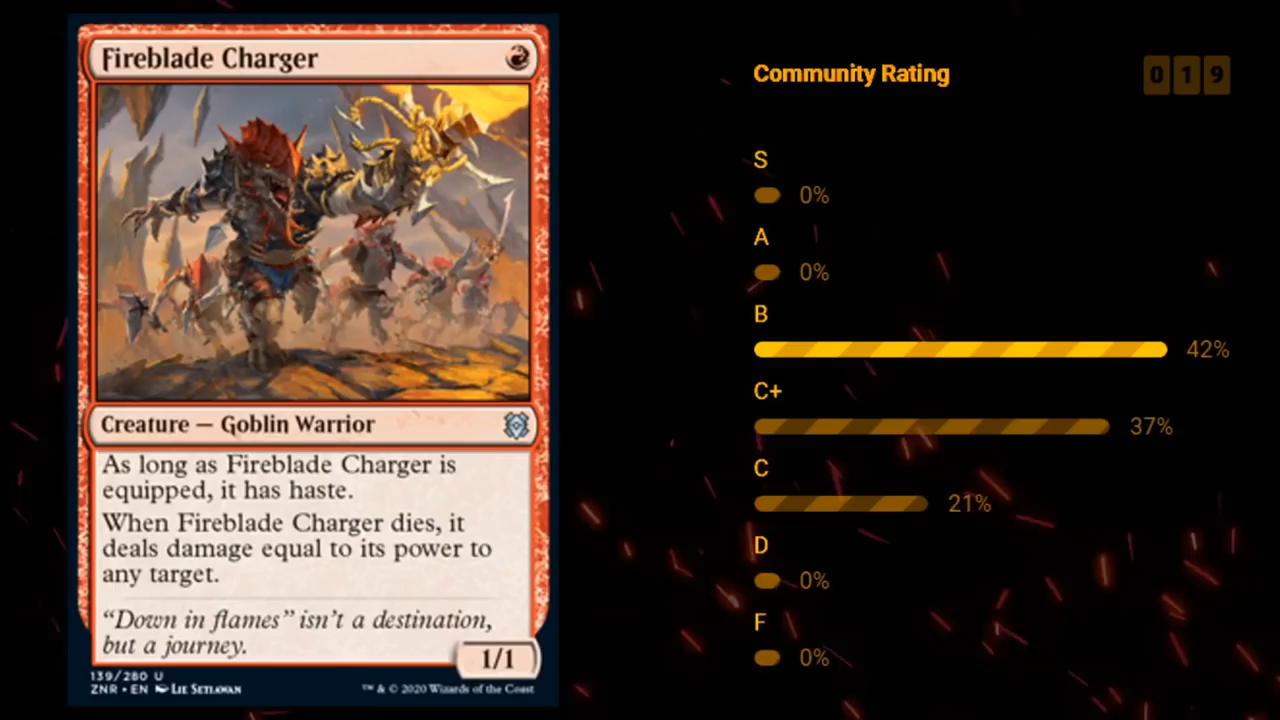 Fireblade Charger
Creature — Goblin Warrior
As long as Fireblade Charger is
equipped, it has haste.
When Fireblade Charger dies, it
deals damage equal to its power to
any target.
“Down in flames” isn’t a destination,
but a journey.
1/1
139/280 U
ZNR • EN Lie Setiawan
™ & © 2020 Wizards of the Coast
Community Rating
019
S
0%
A
0%
B
42%
C+
37%
C
21%
D
0%
F
0%